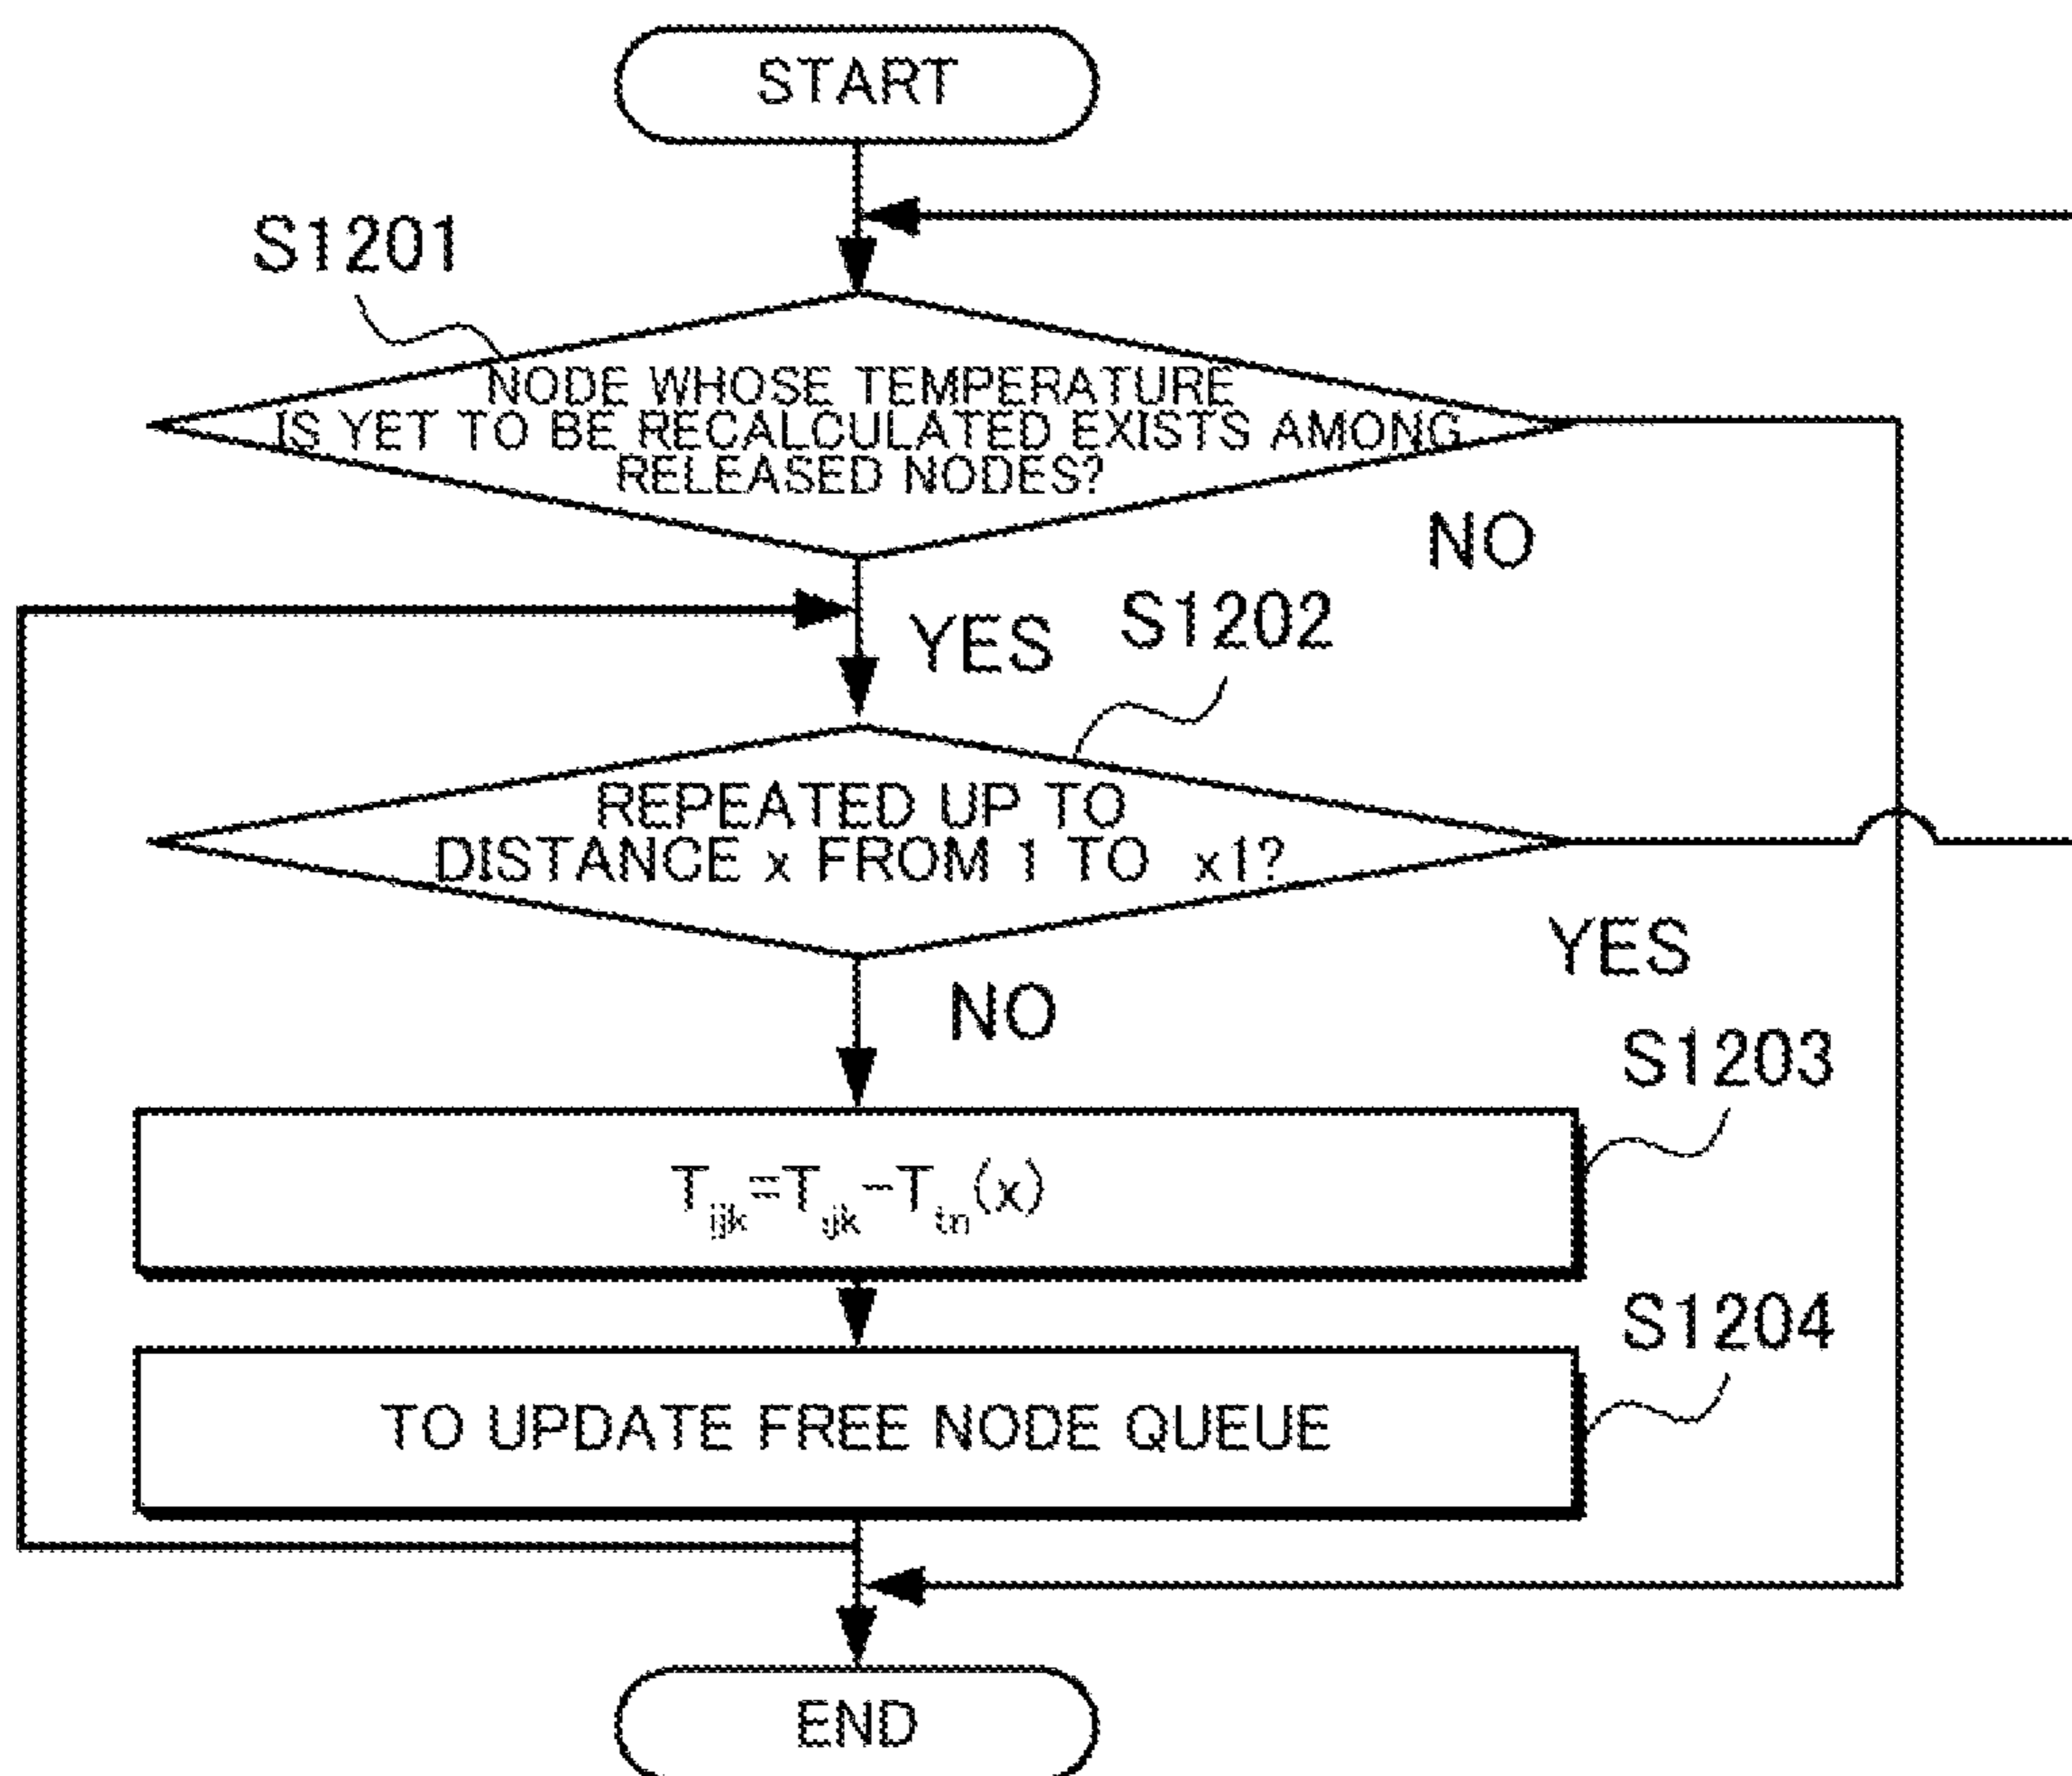 START
S1201
NODE WHOSE TEMPERATURE
IS YET TO BE RECALCULATED EXISTS AMONG
RELEASED NODES?
NO
YES
S1202
REPEATED UP TO
DISTANCE x FROM 1 TO x1?
YES
NO
S1203
Tijk=Tijk-Ttn(x)
S1204
TO UPDATE FREE NODE QUEUE
END